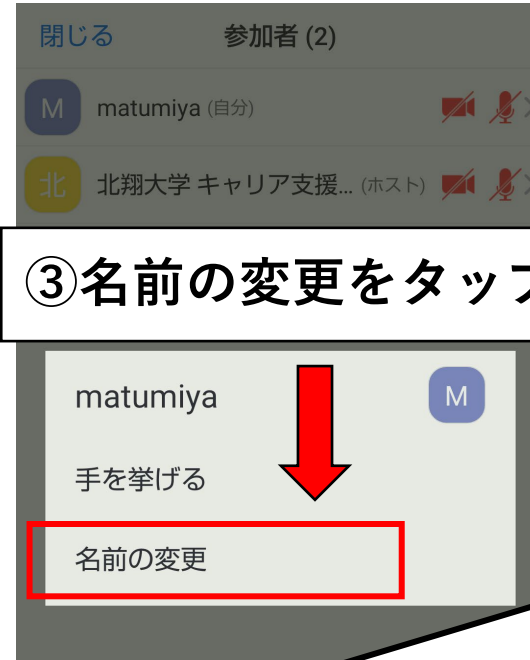 閉じる 参加者 (2)
M matumiya (自分)
北 北翔大学 キャリア支援... (ホスト)
③名前の変更をタップ
matumiya M
手を挙げる
名前の変更